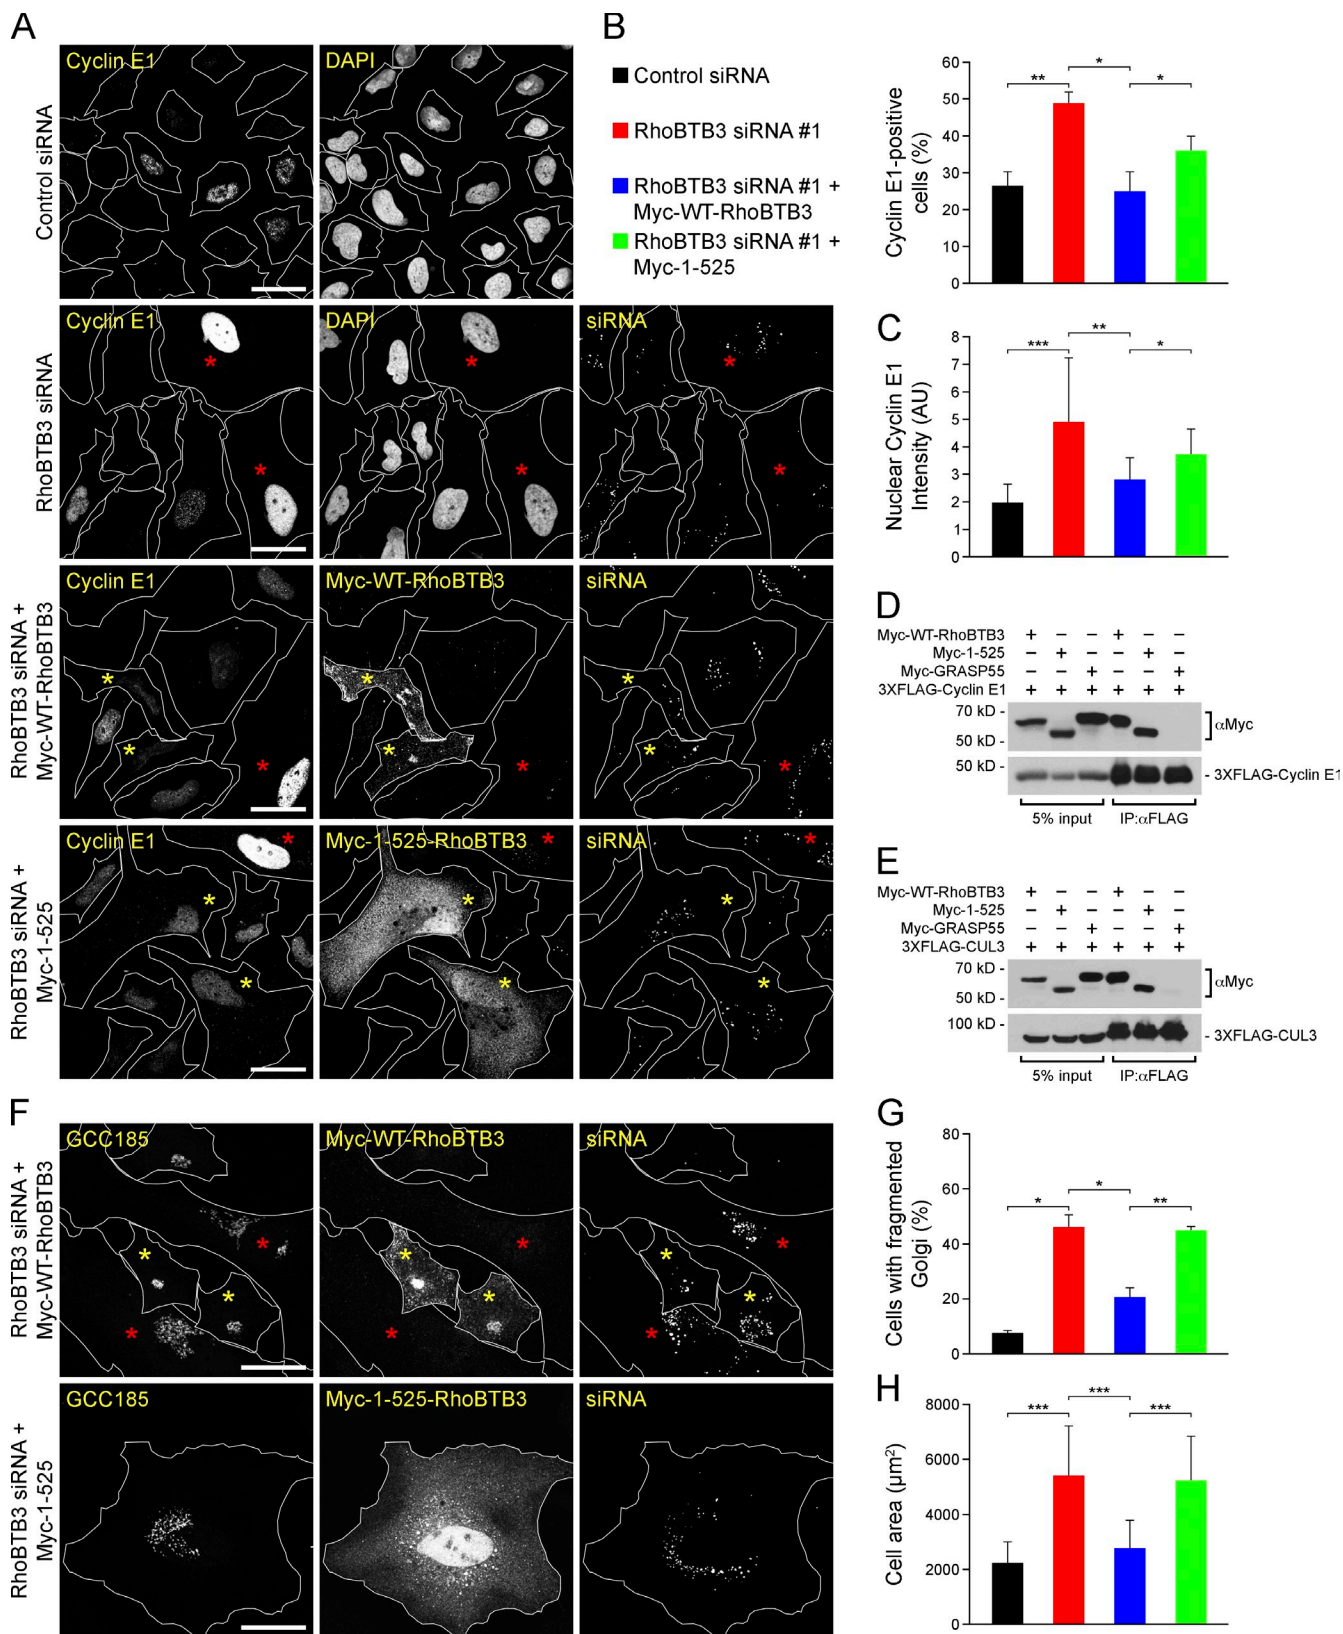 A
Cyclin E1
DAPI
Control siRNA
Cyclin E1
DAPI
siRNA
*
*
*
*
*
*
RhoBTB3 siRNA
Cyclin E1
Myc-WT-RhoBTB3
siRNA
*
*
*
*
*
*
*
*
*
RhoBTB3 siRNA +
Myc-WT-RhoBTB3
Cyclin E1
Myc-1-525-RhoBTB3
siRNA
*
*
*
*
*
*
*
*
*
RhoBTB3 siRNA +
Myc-1-525
B
Control siRNA
RhoBTB3 siRNA #1
RhoBTB3 siRNA #1 +
Myc-WT-RhoBTB3
RhoBTB3 siRNA #1 +
Myc-1-525
Cyclin E1-positive
cells (%)
60
50
40
30
20
10
0
**
*
*
C
Nuclear Cyclin E1
Intensity (AU)
8
7
6
5
4
3
2
1
0
***
**
*
D
Myc-WT-RhoBTB3 + − − + − −
Myc-1-525 − + − − + −
Myc-GRASP55 − − + − − +
3XFLAG-Cyclin E1 + + + + + +
70 kD -
50 kD -
αMyc
50 kD -
- 3XFLAG-Cyclin E1
5% input
IP:αFLAG
E
Myc-WT-RhoBTB3 + − − + − −
Myc-1-525 − + − − + −
Myc-GRASP55 − − + − − +
3XFLAG-CUL3 + + + + + +
70 kD -
50 kD -
αMyc
100 kD -
- 3XFLAG-CUL3
5% input
IP:αFLAG
F
GCC185
Myc-WT-RhoBTB3
siRNA
*
*
*
*
*
*
*
*
*
*
*
*
RhoBTB3 siRNA +
Myc-WT-RhoBTB3
GCC185
Myc-1-525-RhoBTB3
siRNA
RhoBTB3 siRNA +
Myc-1-525
G
Cells with fragmented
Golgi (%)
80
60
40
20
0
*
*
**
H
Cell area (µm²)
8000
6000
4000
2000
0
***
***
***